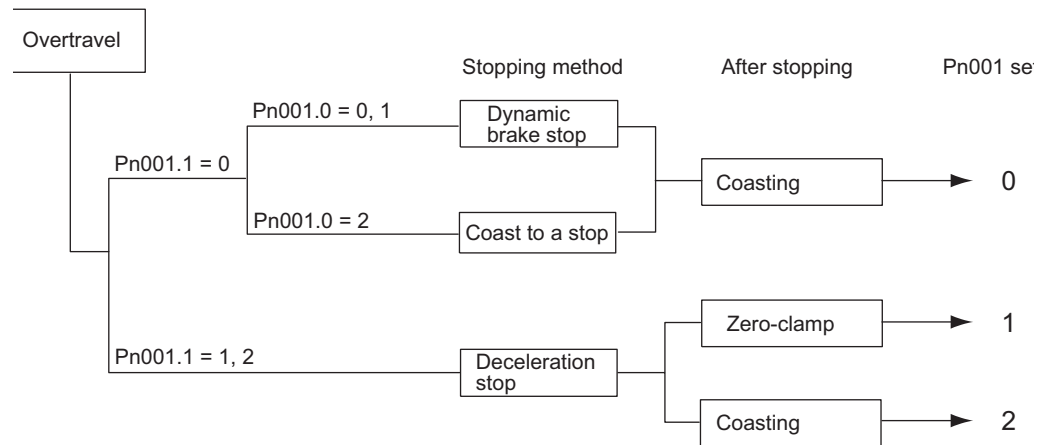 Overtravel
Stopping method
After stopping
Pn001
Pn001.0 = 0, 1
Dynamic
brake stop
Pn001.1 = 0
Coasting
0
Pn001.0 = 2
Coast to a stop
Zero-clamp
1
Pn001.1 = 1, 2
Deceleration
stop
Coasting
2